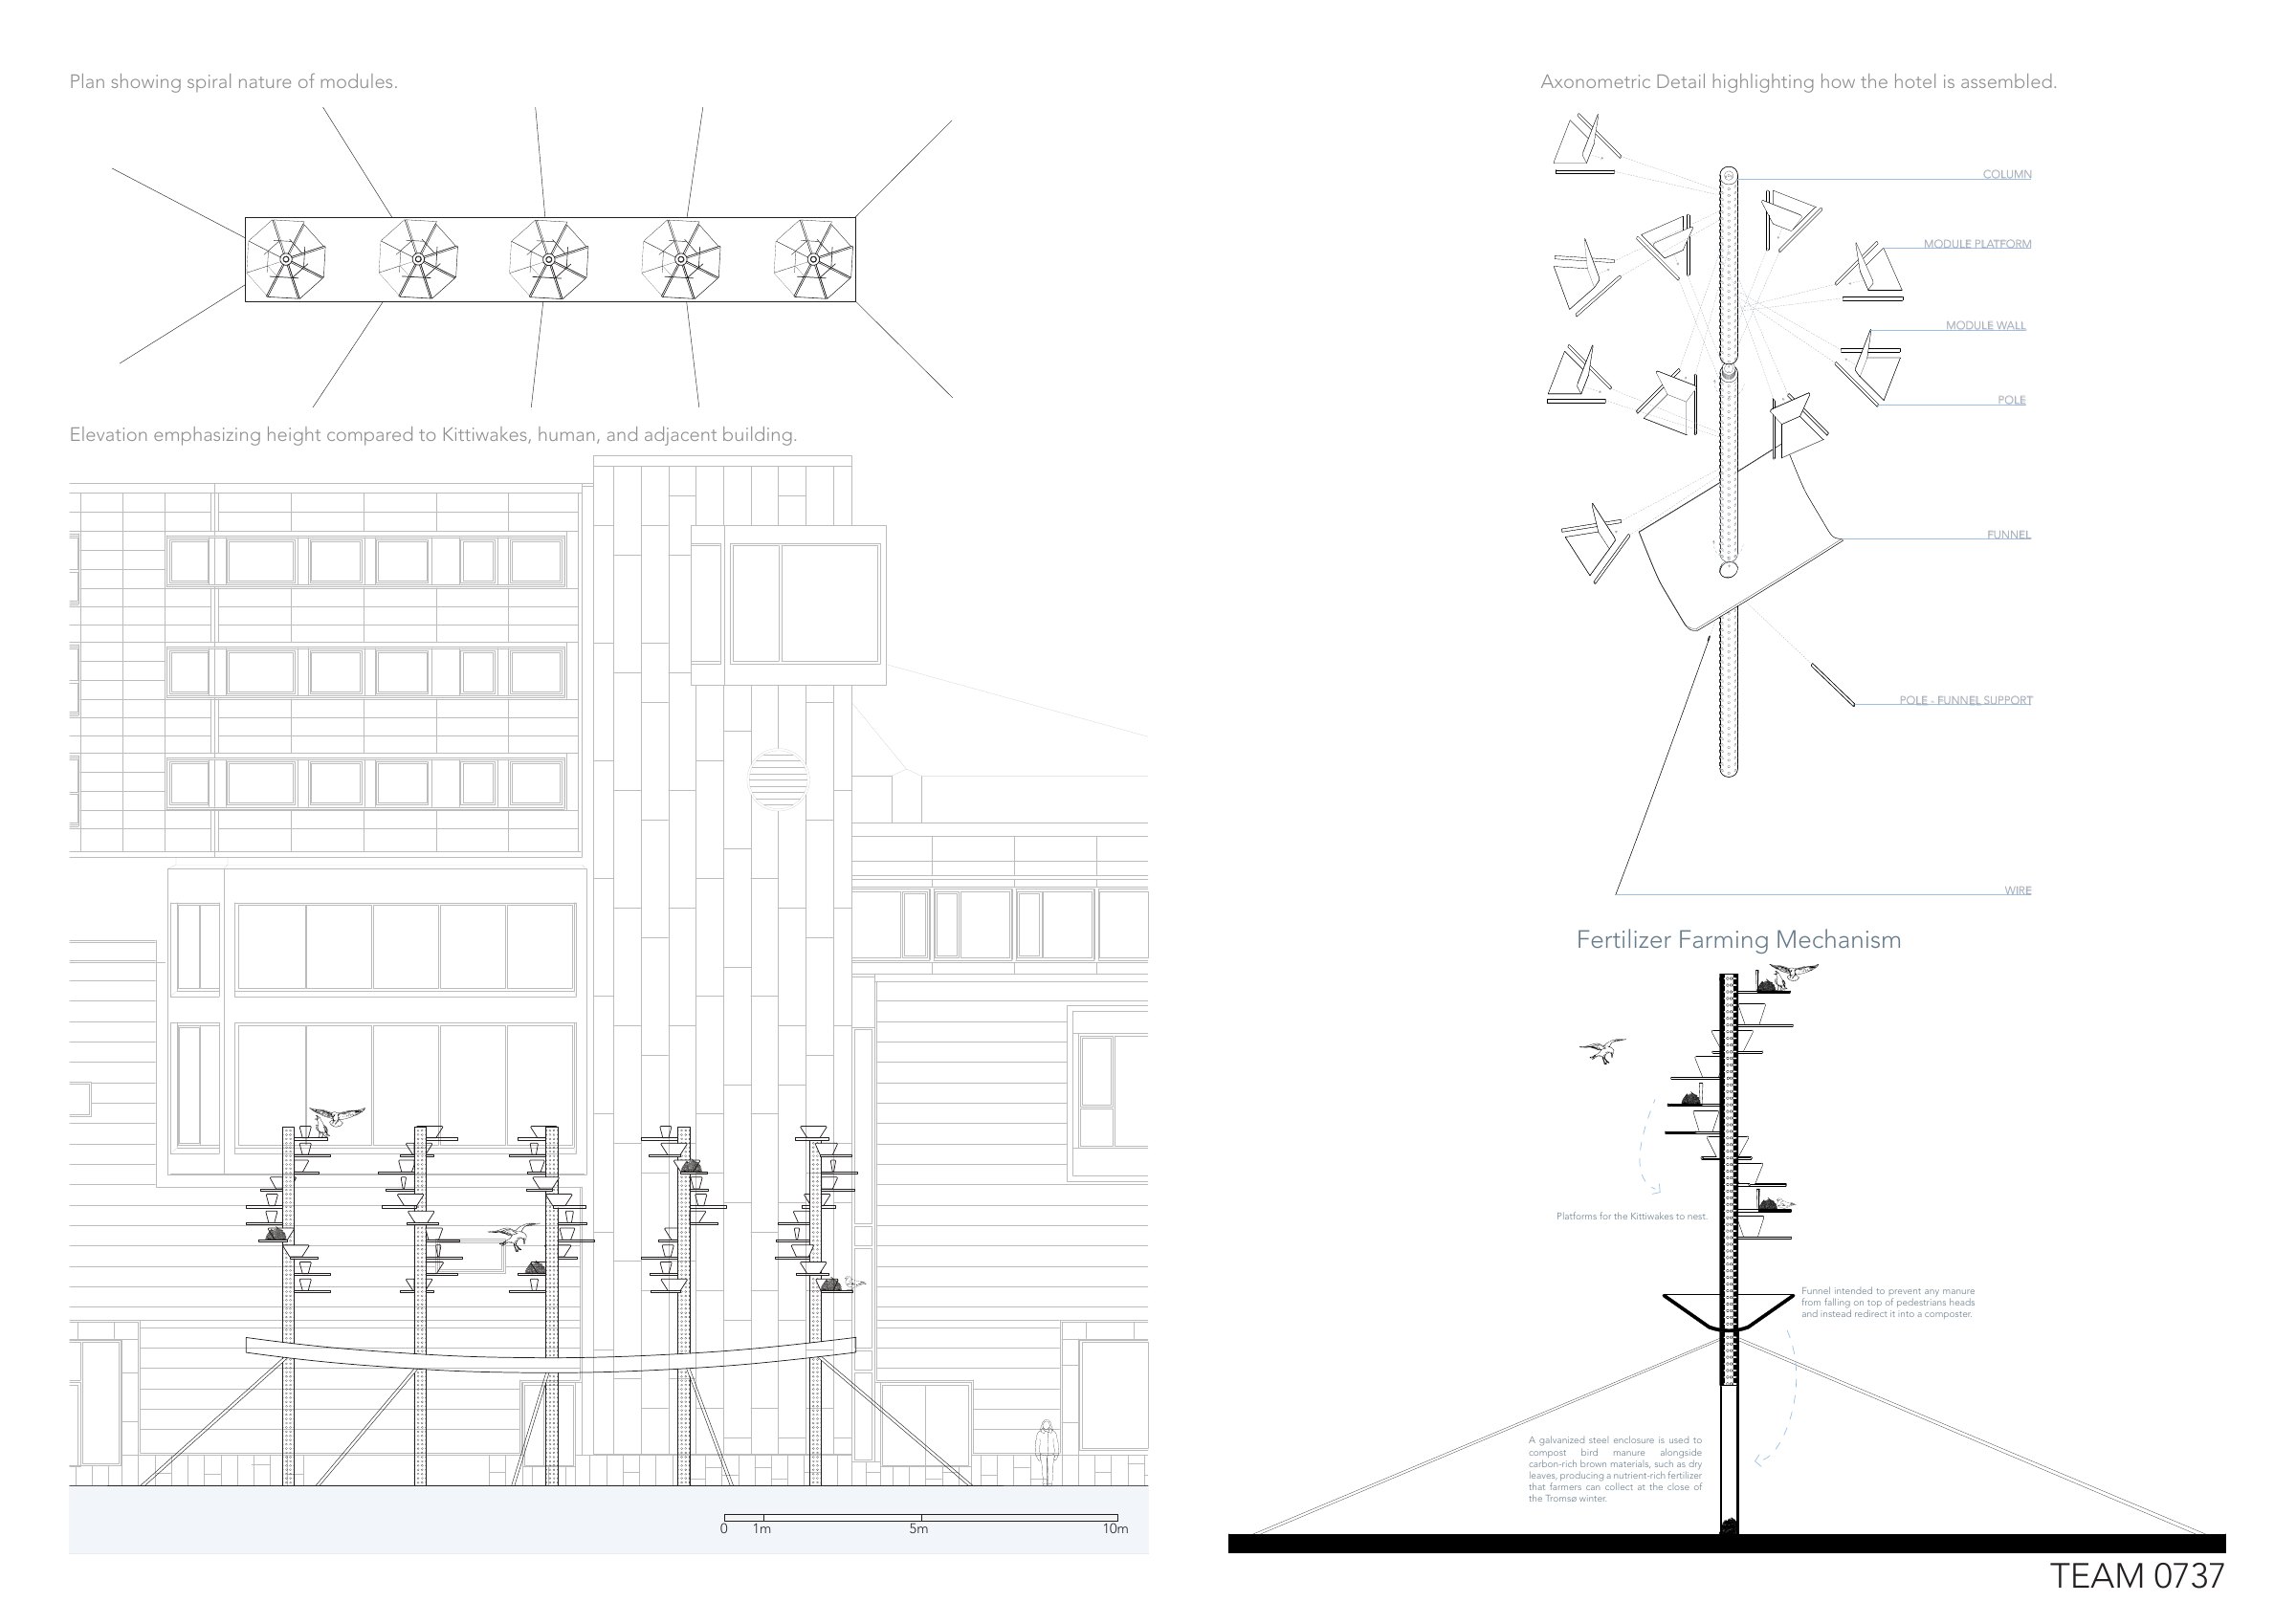 Plan showing spiral nature of modules.
Elevation emphasizing height compared to Kittiwakes, human, and adjacent building.
0 1m 5m 10m
Axonometric Detail highlighting how the hotel is assembled.
COLUMN
MODULE PLATFORM
MODULE WALL
POLE
FUNNEL
POLE - FUNNEL SUPPORT
WIRE
Fertilizer Farming Mechanism
Platforms for the Kittiwakes to nest.
Funnel intended to prevent any manure
from falling on top of pedestrians heads
and instead redirect it into a composter.
A galvanized steel enclosure is used to
compost bird manure alongside
carbon-rich brown materials, such as dry
leaves, producing a nutrient-rich fertilizer
that farmers can collect at the close of
the Tromsø winter.
TEAM 0737